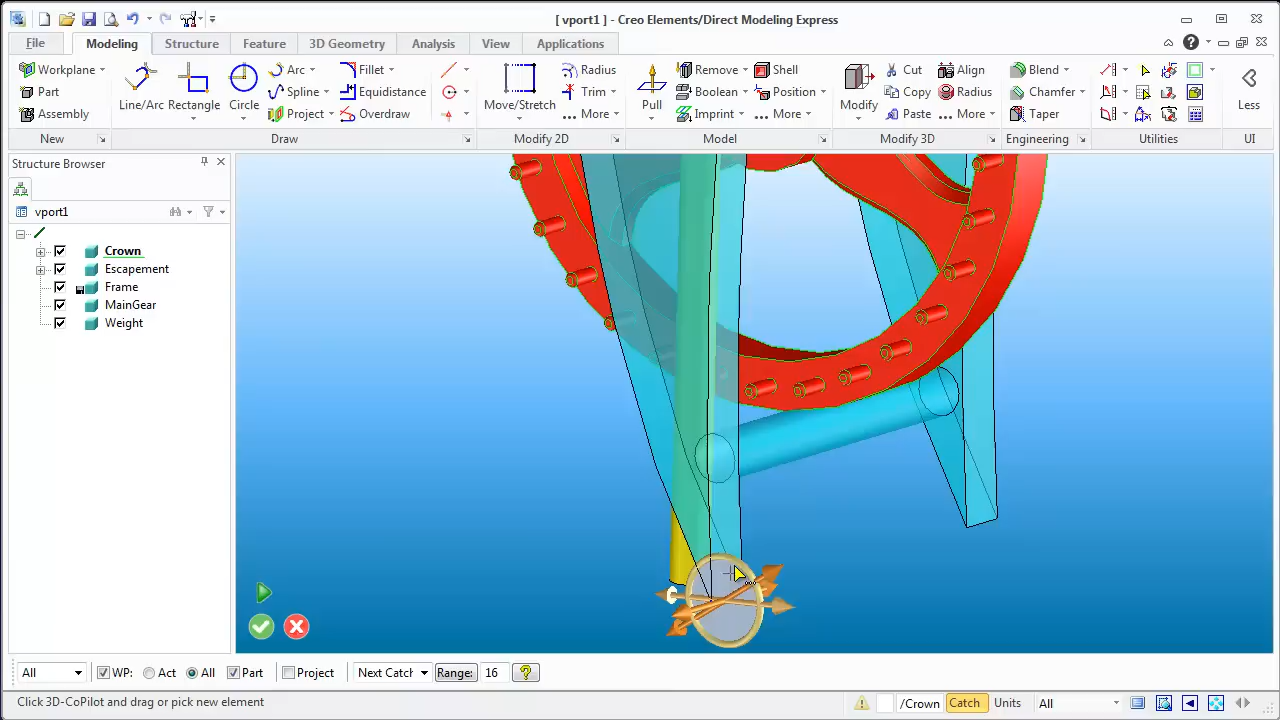 [ vport1 ] - Creo Elements/Direct Modeling Express
File Modeling Structure Feature 3D Geometry Analysis View Applications
Workplane Arc Fillet Radius Remove Shell Cut Align Blend
Part Spline Equidistance Trim Boolean Position Copy Radius Chamfer
Line/Arc Rectangle Circle Move/Stretch Pull Modify Less
Assembly Project Overdraw More Imprint More Paste More Taper
New Draw Modify 2D Model Modify 3D Engineering Utilities UI
Structure Browser
vport1
Crown
Escapement
Frame
MainGear
Weight
All WP: Act All Part Project Next Catch Range: 16 ?
Click 3D-CoPilot and drag or pick new element /Crown Catch Units All